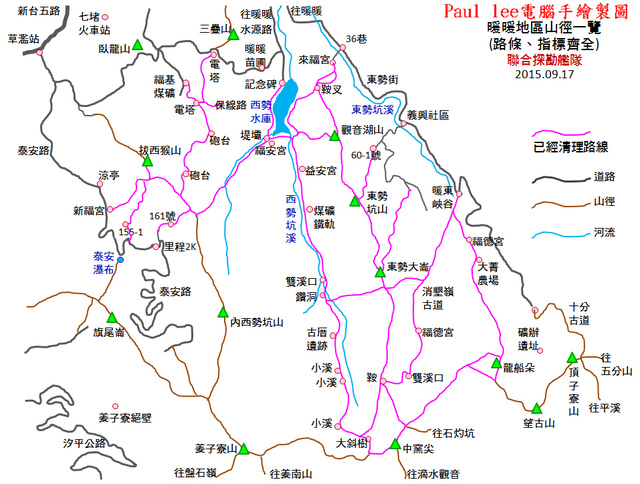 Paul lee電腦手繪製圖
暖暖地區山徑一覽
(路條、指標齊全)
聯合探勘艦隊
2015.09.17
新台五路
七堵
火車站
三疊山
往暖暖
水源路
往暖暖
草濫站
臥龍山
電塔
暖暖
苗圃
36巷
來福宮
東勢街
福基
煤礦
記念碑
鞍叉
電塔
保線路
西勢
水庫
東勢坑溪
義興社區
砲台
堤壩
觀音湖山
泰安路
拔西猴山
福安宮
60-1號
涼亭
砲台
益安宮
東勢
坑山
暖東
峽谷
新福宮
161號
煤礦
鐵軌
西勢坑溪
155-1
里程2K
福德宮
泰安
瀑布
東勢大崙
大菁
農場
泰安路
雙溪口
鑽洞
消墾嶺
古道
旗尾崙
內西勢坑山
古厝
遺跡
福德宮
十分
古道
礦辦
遺址
小溪
小溪
鞍
雙溪口
龍船朵
頂子寮山
往
五分山
姜子寮絕壁
小溪
望古山
往平溪
汐平公路
姜子寮山
大斜樹
往石灼坑
中窯尖
往盤石嶺
往姜南山
往滴水觀音
已經清理路線
道路
山徑
河流